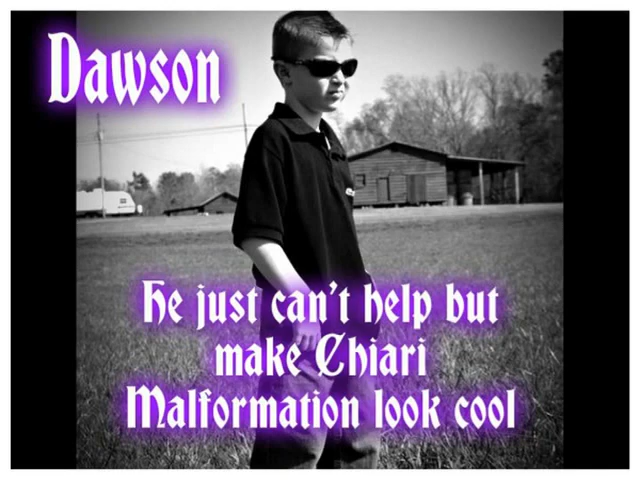 Dawson
He just can't help but
make Chiari
Malformation look cool